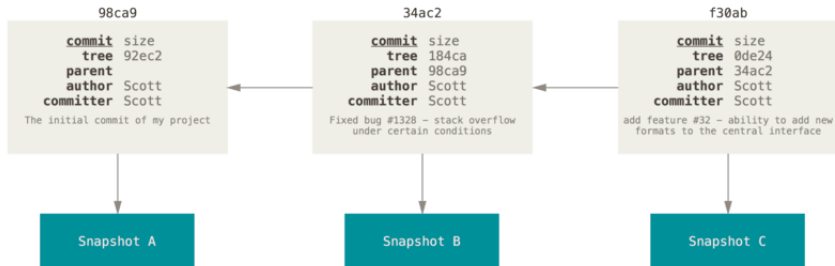 98ca9
commit size
tree 92ec2
parent
author Scott
committer Scott
The initial commit of my project
34ac2
commit size
tree 184ca
parent 98ca9
author Scott
committer Scott
Fixed bug #1328 – stack overflow
under certain conditions
f30ab
commit size
tree 0de24
parent 34ac2
author Scott
committer Scott
add feature #32 – ability to add new
formats to the central interface
Snapshot A
Snapshot B
Snapshot C